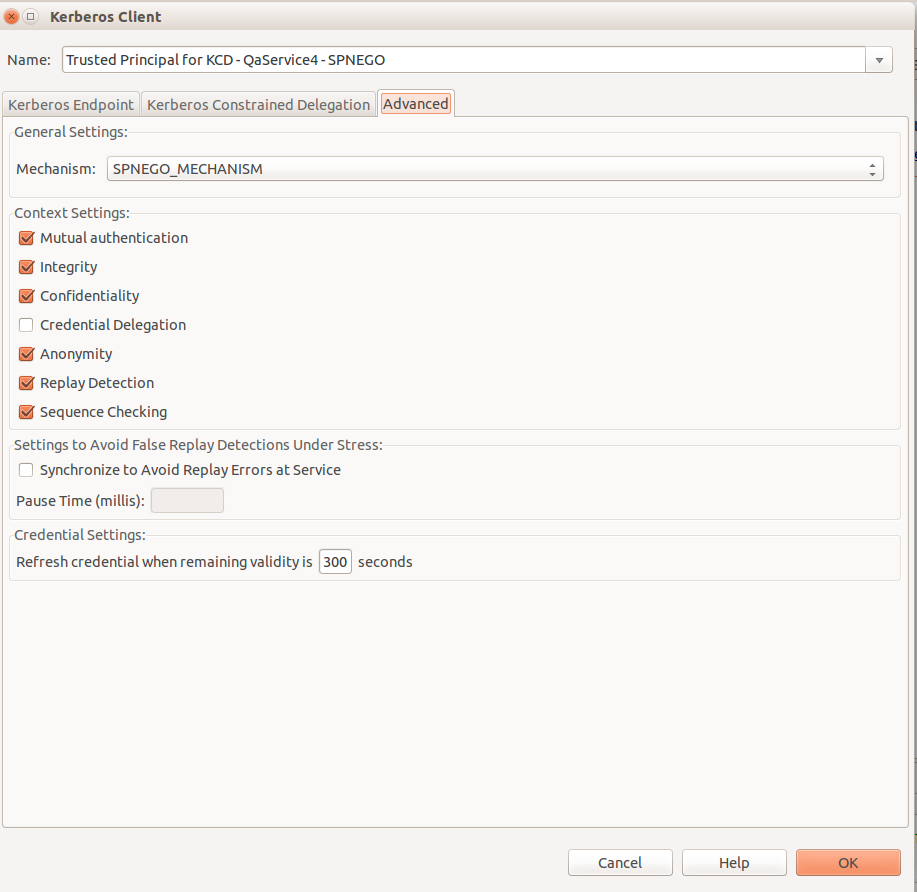 Kerberos Client
Name: Trusted Principal for KCD - QaService4 - SPNEGO
Kerberos Endpoint Kerberos Constrained Delegation Advanced
General Settings:
Mechanism: SPNEGO_MECHANISM
Context Settings:
Mutual authentication
Integrity
Confidentiality
Credential Delegation
Anonymity
Replay Detection
Sequence Checking
Settings to Avoid False Replay Detections Under Stress:
Synchronize to Avoid Replay Errors at Service
Pause Time (millis):
Credential Settings:
Refresh credential when remaining validity is 300 seconds
Cancel Help OK